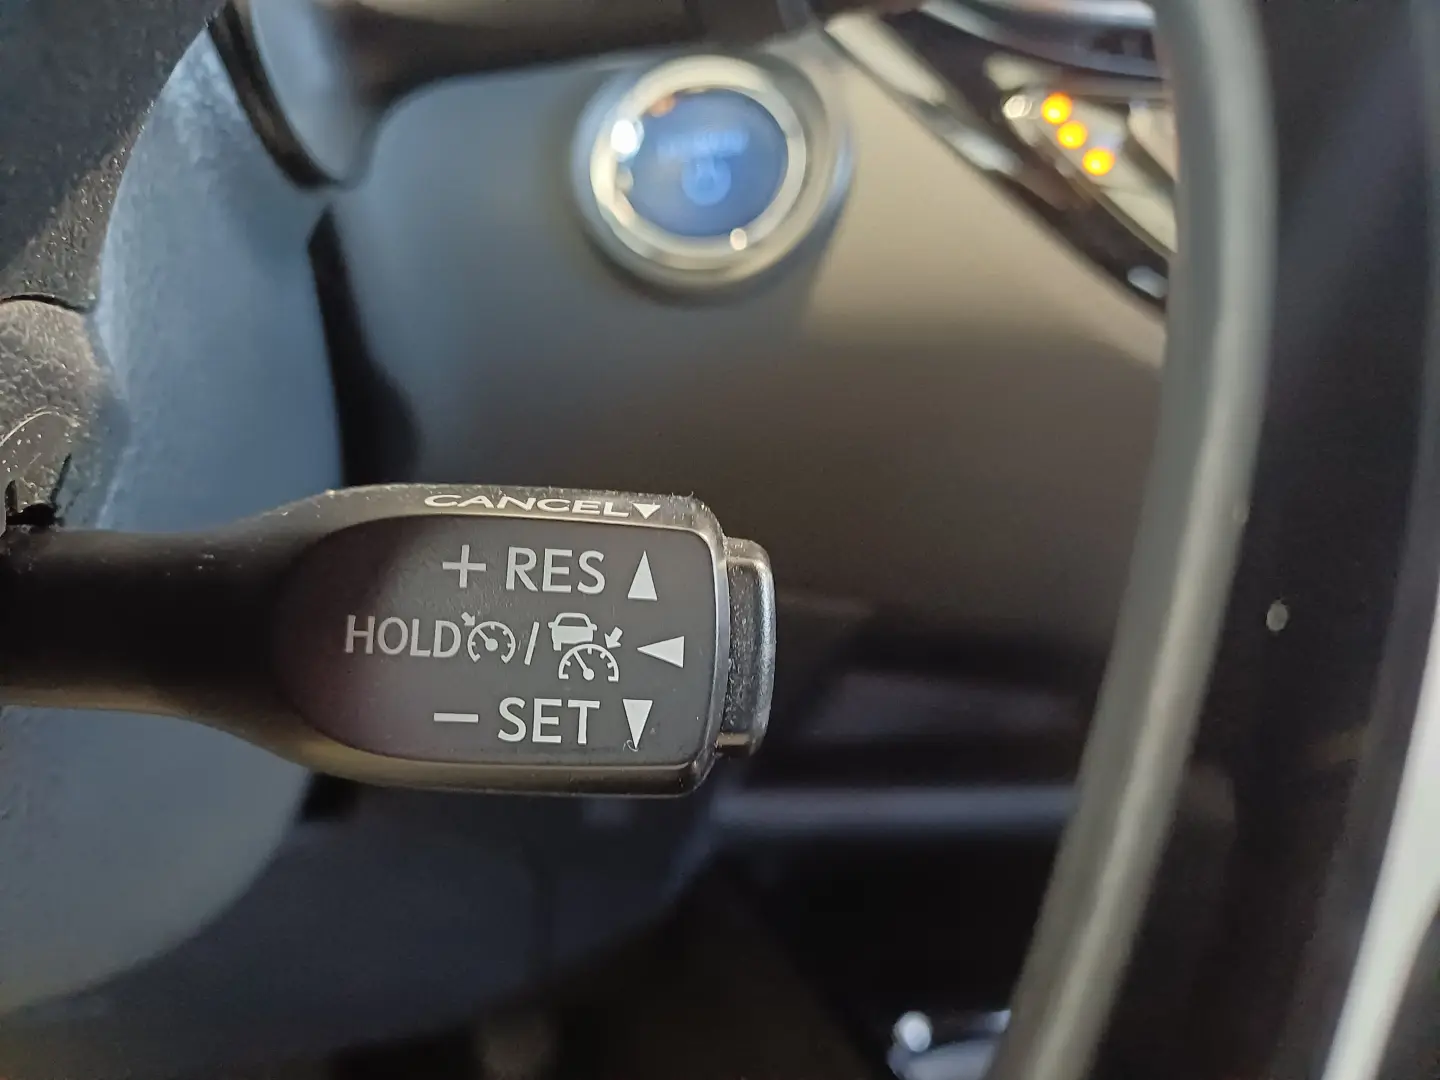 CANCEL▼
+ RES ▲
HOLD / ◀
− SET ▼